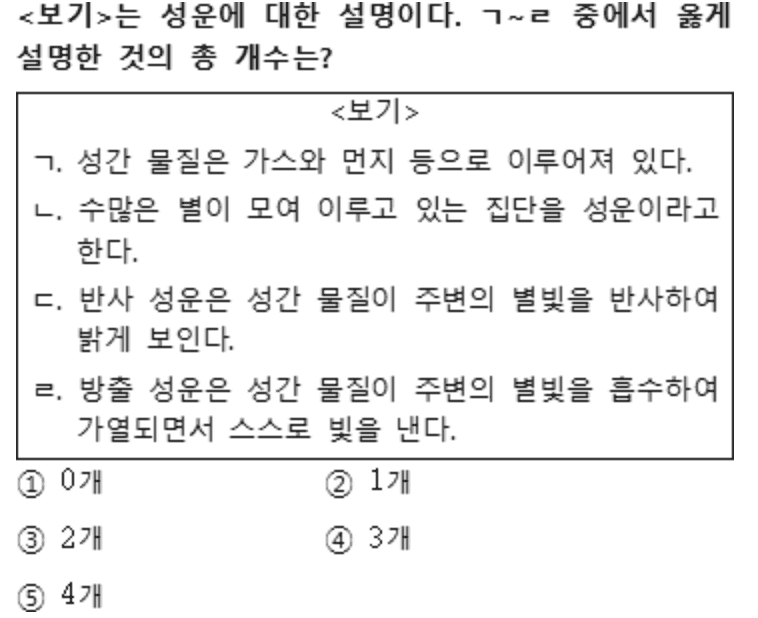 <보기>는 성운에 대한 설명이다. ㄱ~ㄹ 중에서 옳게
설명한 것의 총 개수는?
<보기>
ㄱ. 성간 물질은 가스와 먼지 등으로 이루어져 있다.
ㄴ. 수많은 별이 모여 이루고 있는 집단을 성운이라고
한다.
ㄷ. 반사 성운은 성간 물질이 주변의 별빛을 반사하여
밝게 보인다.
ㄹ. 방출 성운은 성간 물질이 주변의 별빛을 흡수하여
가열되면서 스스로 빛을 낸다.
① 0개 ② 1개
③ 2개 ④ 3개
⑤ 4개